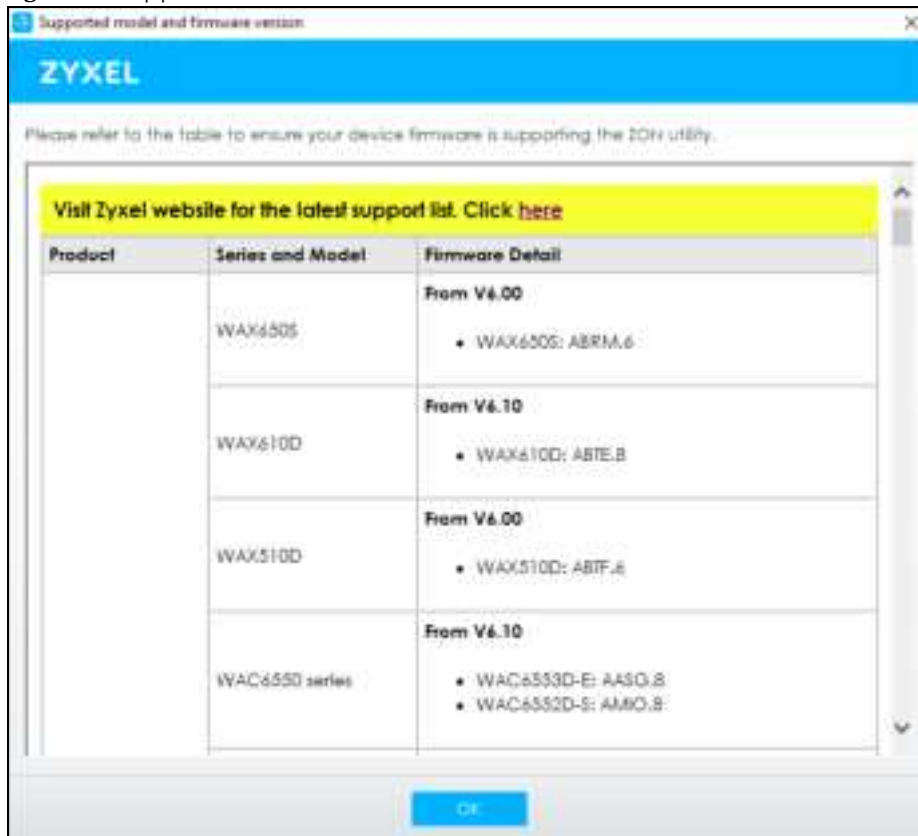 Supported model and firmware version
ZYXEL
Please refer to the table to ensure your device firmware is supporting the ZON utility.
Visit Zyxel website for the latest support list. Click here
Product Series and Model Firmware Detail
From V6.00
WAX650S
• WAX650S: ABRM.6
From V6.10
WAX610D
• WAX610D: ABTE.8
From V6.00
WAX510D
• WAX510D: ABTF.6
From V6.10
WAC6550 series
• WAC6553D-E: AASG.8
• WAC6552D-S: AMIO.8
OK